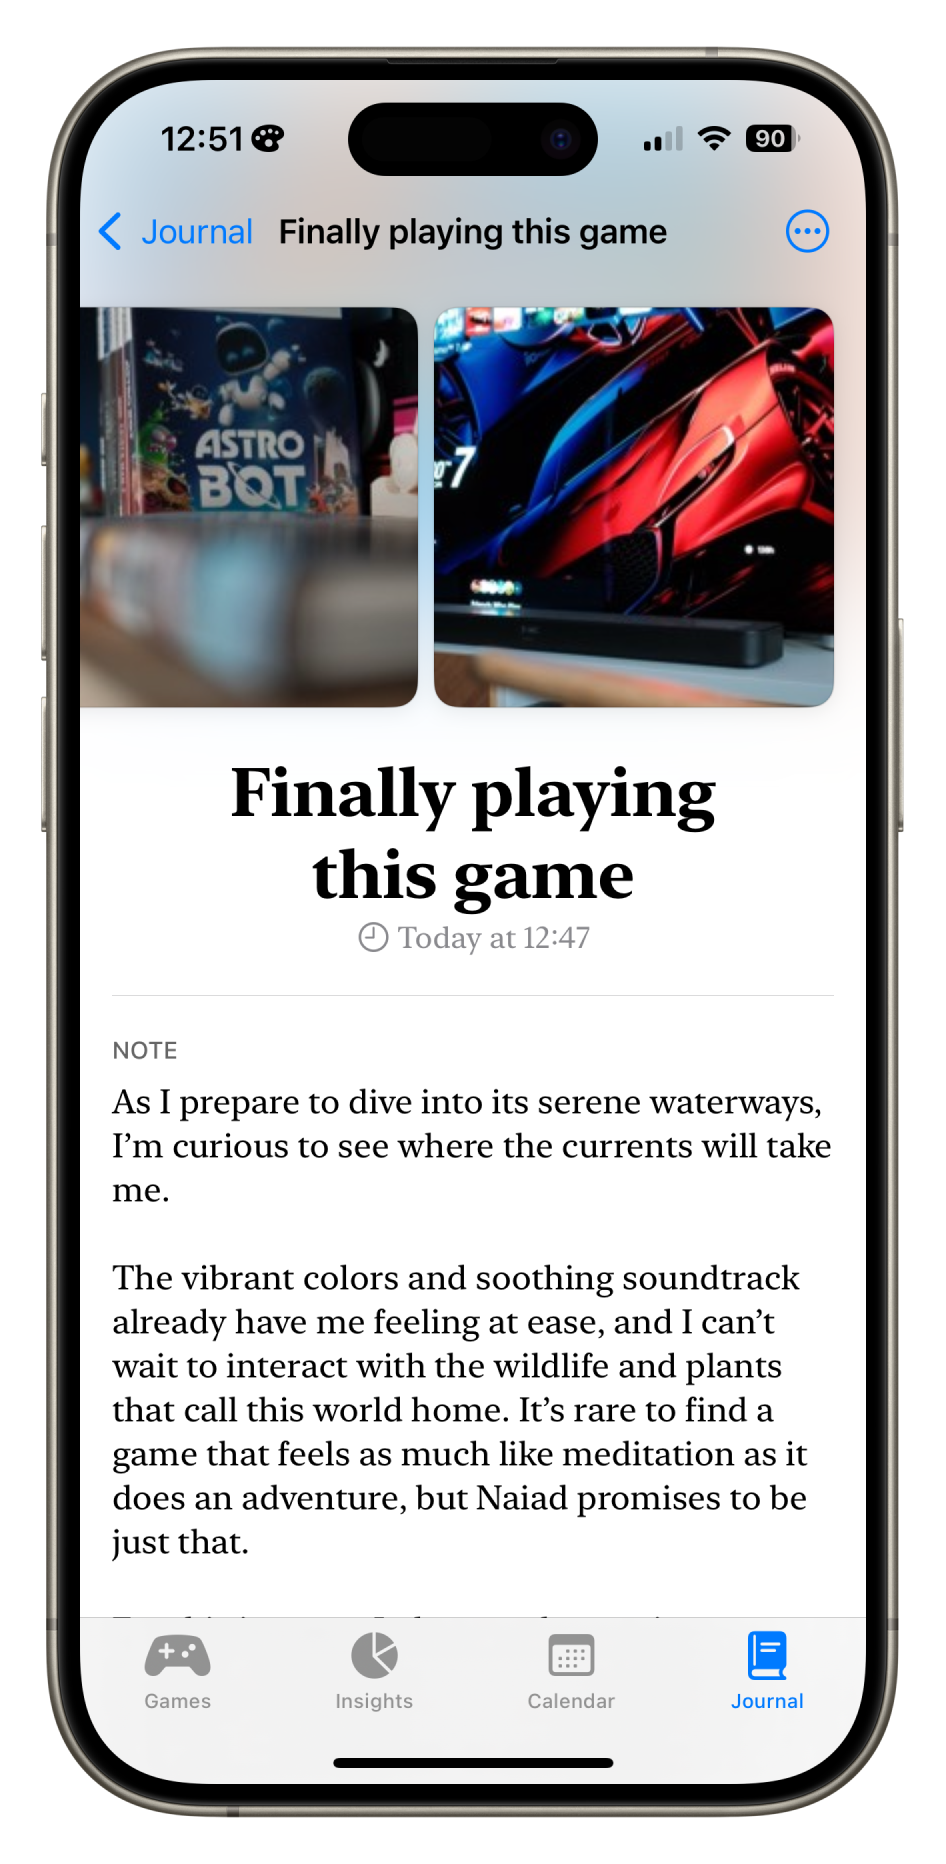 12:51
90
Journal Finally playing this game
ASTRO
BOT
7
Finally playing
this game
Today at 12:47
NOTE
As I prepare to dive into its serene waterways,
I’m curious to see where the currents will take
me.
The vibrant colors and soothing soundtrack
already have me feeling at ease, and I can’t
wait to interact with the wildlife and plants
that call this world home. It’s rare to find a
game that feels as much like meditation as it
does an adventure, but Naiad promises to be
just that.
Games
Insights
Calendar
Journal